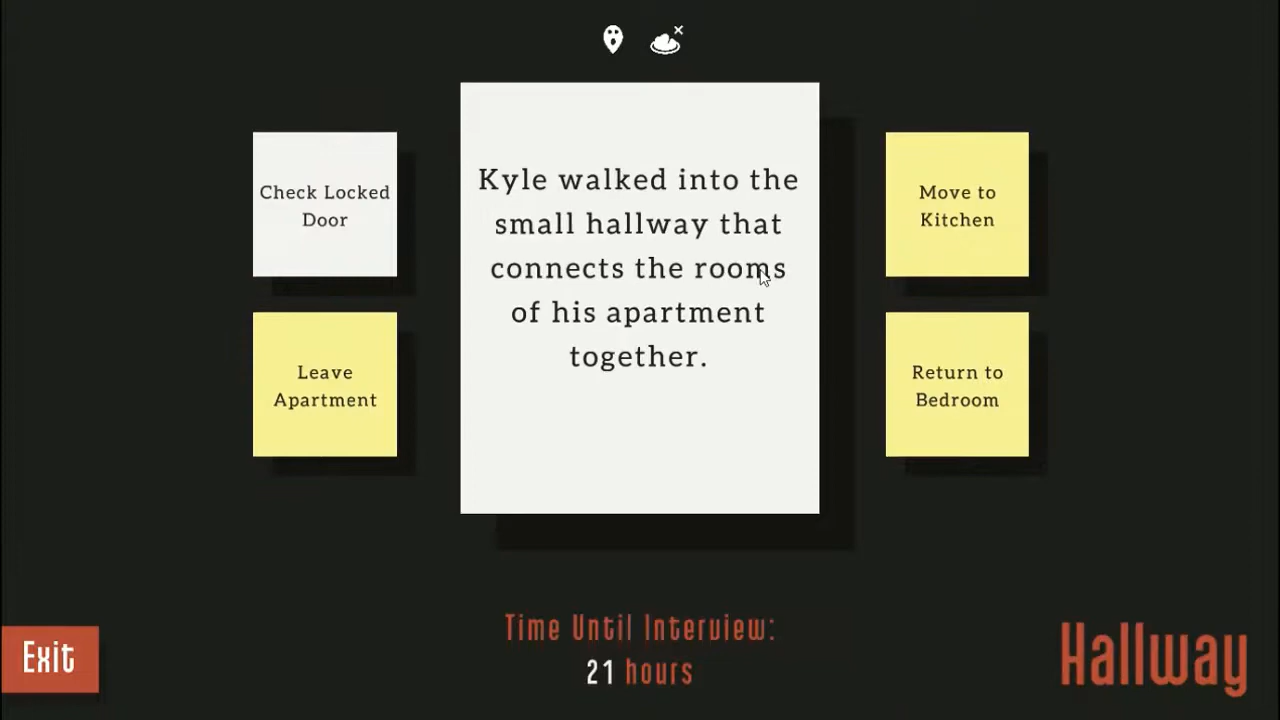 Check Locked
Door
Leave
Apartment
Kyle walked into the
small hallway that
connects the rooms
of his apartment
together.
Move to
Kitchen
Return to
Bedroom
Exit
Time Until Interview:
21 hours
Hallway